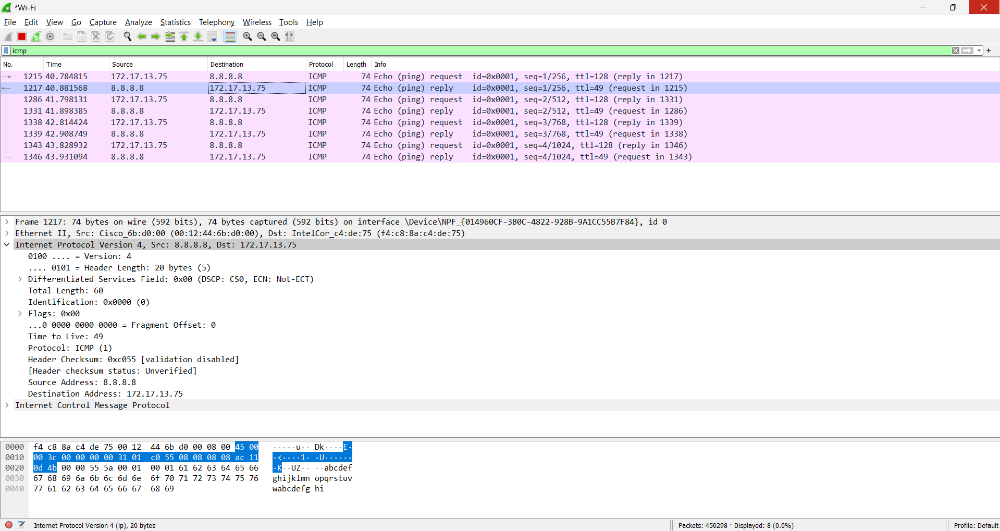 *Wi-Fi
File Edit View Go Capture Analyze Statistics Telephony Wireless Tools Help
icmp
No. Time Source Destination Protocol Length Info
1215 40.784815 172.17.13.75 8.8.8.8 ICMP 74 Echo (ping) request id=0x0001, seq=1/256, ttl=128 (reply in 1217)
1217 40.881568 8.8.8.8 172.17.13.75 ICMP 74 Echo (ping) reply id=0x0001, seq=1/256, ttl=49 (request in 1215)
1286 41.798131 172.17.13.75 8.8.8.8 ICMP 74 Echo (ping) request id=0x0001, seq=2/512, ttl=128 (reply in 1331)
1331 41.898385 8.8.8.8 172.17.13.75 ICMP 74 Echo (ping) reply id=0x0001, seq=2/512, ttl=49 (request in 1286)
1338 42.814424 172.17.13.75 8.8.8.8 ICMP 74 Echo (ping) request id=0x0001, seq=3/768, ttl=128 (reply in 1339)
1339 42.908749 8.8.8.8 172.17.13.75 ICMP 74 Echo (ping) reply id=0x0001, seq=3/768, ttl=49 (request in 1338)
1343 43.828932 172.17.13.75 8.8.8.8 ICMP 74 Echo (ping) request id=0x0001, seq=4/1024, ttl=128 (reply in 1346)
1346 43.931094 8.8.8.8 172.17.13.75 ICMP 74 Echo (ping) reply id=0x0001, seq=4/1024, ttl=49 (request in 1343)
Frame 1217: 74 bytes on wire (592 bits), 74 bytes captured (592 bits) on interface \Device\NPF_{014960CF-3B0C-4822-928B-9A1CC55B7F84}, id 0
Ethernet II, Src: Cisco_6b:d0:00 (00:12:44:6b:d0:00), Dst: IntelCor_c4:de:75 (f4:c8:8a:c4:de:75)
Internet Protocol Version 4, Src: 8.8.8.8, Dst: 172.17.13.75
0100 .... = Version: 4
.... 0101 = Header Length: 20 bytes (5)
Differentiated Services Field: 0x00 (DSCP: CS0, ECN: Not-ECT)
Total Length: 60
Identification: 0x0000 (0)
Flags: 0x00
...0 0000 0000 0000 = Fragment Offset: 0
Time to Live: 49
Protocol: ICMP (1)
Header Checksum: 0xc055 [validation disabled]
[Header checksum status: Unverified]
Source Address: 8.8.8.8
Destination Address: 172.17.13.75
Internet Control Message Protocol
0000 f4 c8 8a c4 de 75 00 12 44 6b d0 00 08 00 45 00 ·····u·· Dk····E·
0010 00 3c 00 00 00 00 31 01 c0 55 08 08 08 08 ac 11 ·<····1· ·U······
0020 0d 4b 00 00 55 5a 00 01 00 01 61 62 63 64 65 66 ·K··UZ·· ··abcdef
0030 67 68 69 6a 6b 6c 6d 6e 6f 70 71 72 73 74 75 76 ghijklmn opqrstuv
0040 77 61 62 63 64 65 66 67 68 69 wabcdefg hi
Internet Protocol Version 4 (ip), 20 bytes Packets: 450298 · Displayed: 8 (0.0%) Profile: Default